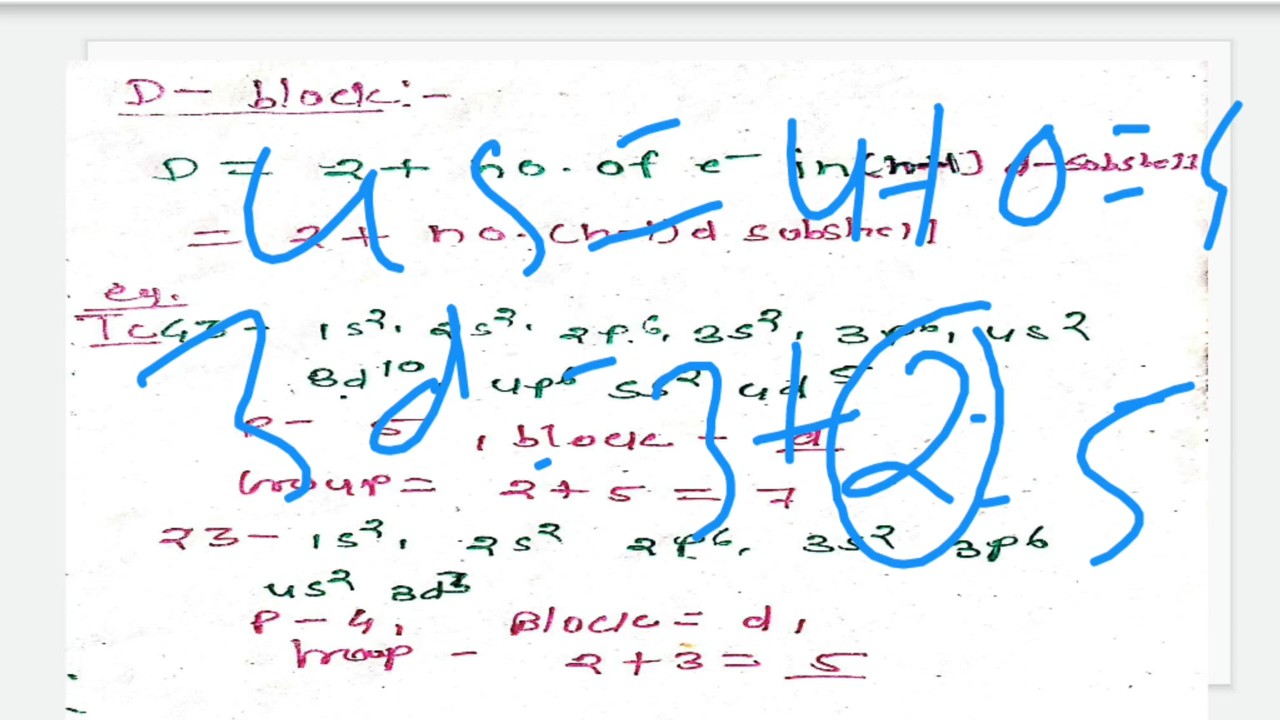 D - block :-
D = 2 + no. of e⁻ in (n-1) d-subshell
= 2 + no. (n-1)d subshell
eg.
Tc43 - 1s², 2s², 2p⁶, 3s², 3p⁶, 4s²
3d¹⁰ 4p⁶ 5s² 4d⁵
P - 5, block - d
Group = 2 + 5 = 7
23 - 1s², 2s² 2p⁶, 3s² 3p6
4s² 3d³
P - 4, Block = d,
Group - 2 + 3 = 5
4s = 4+0 = 4
3d = 3+2 = 5